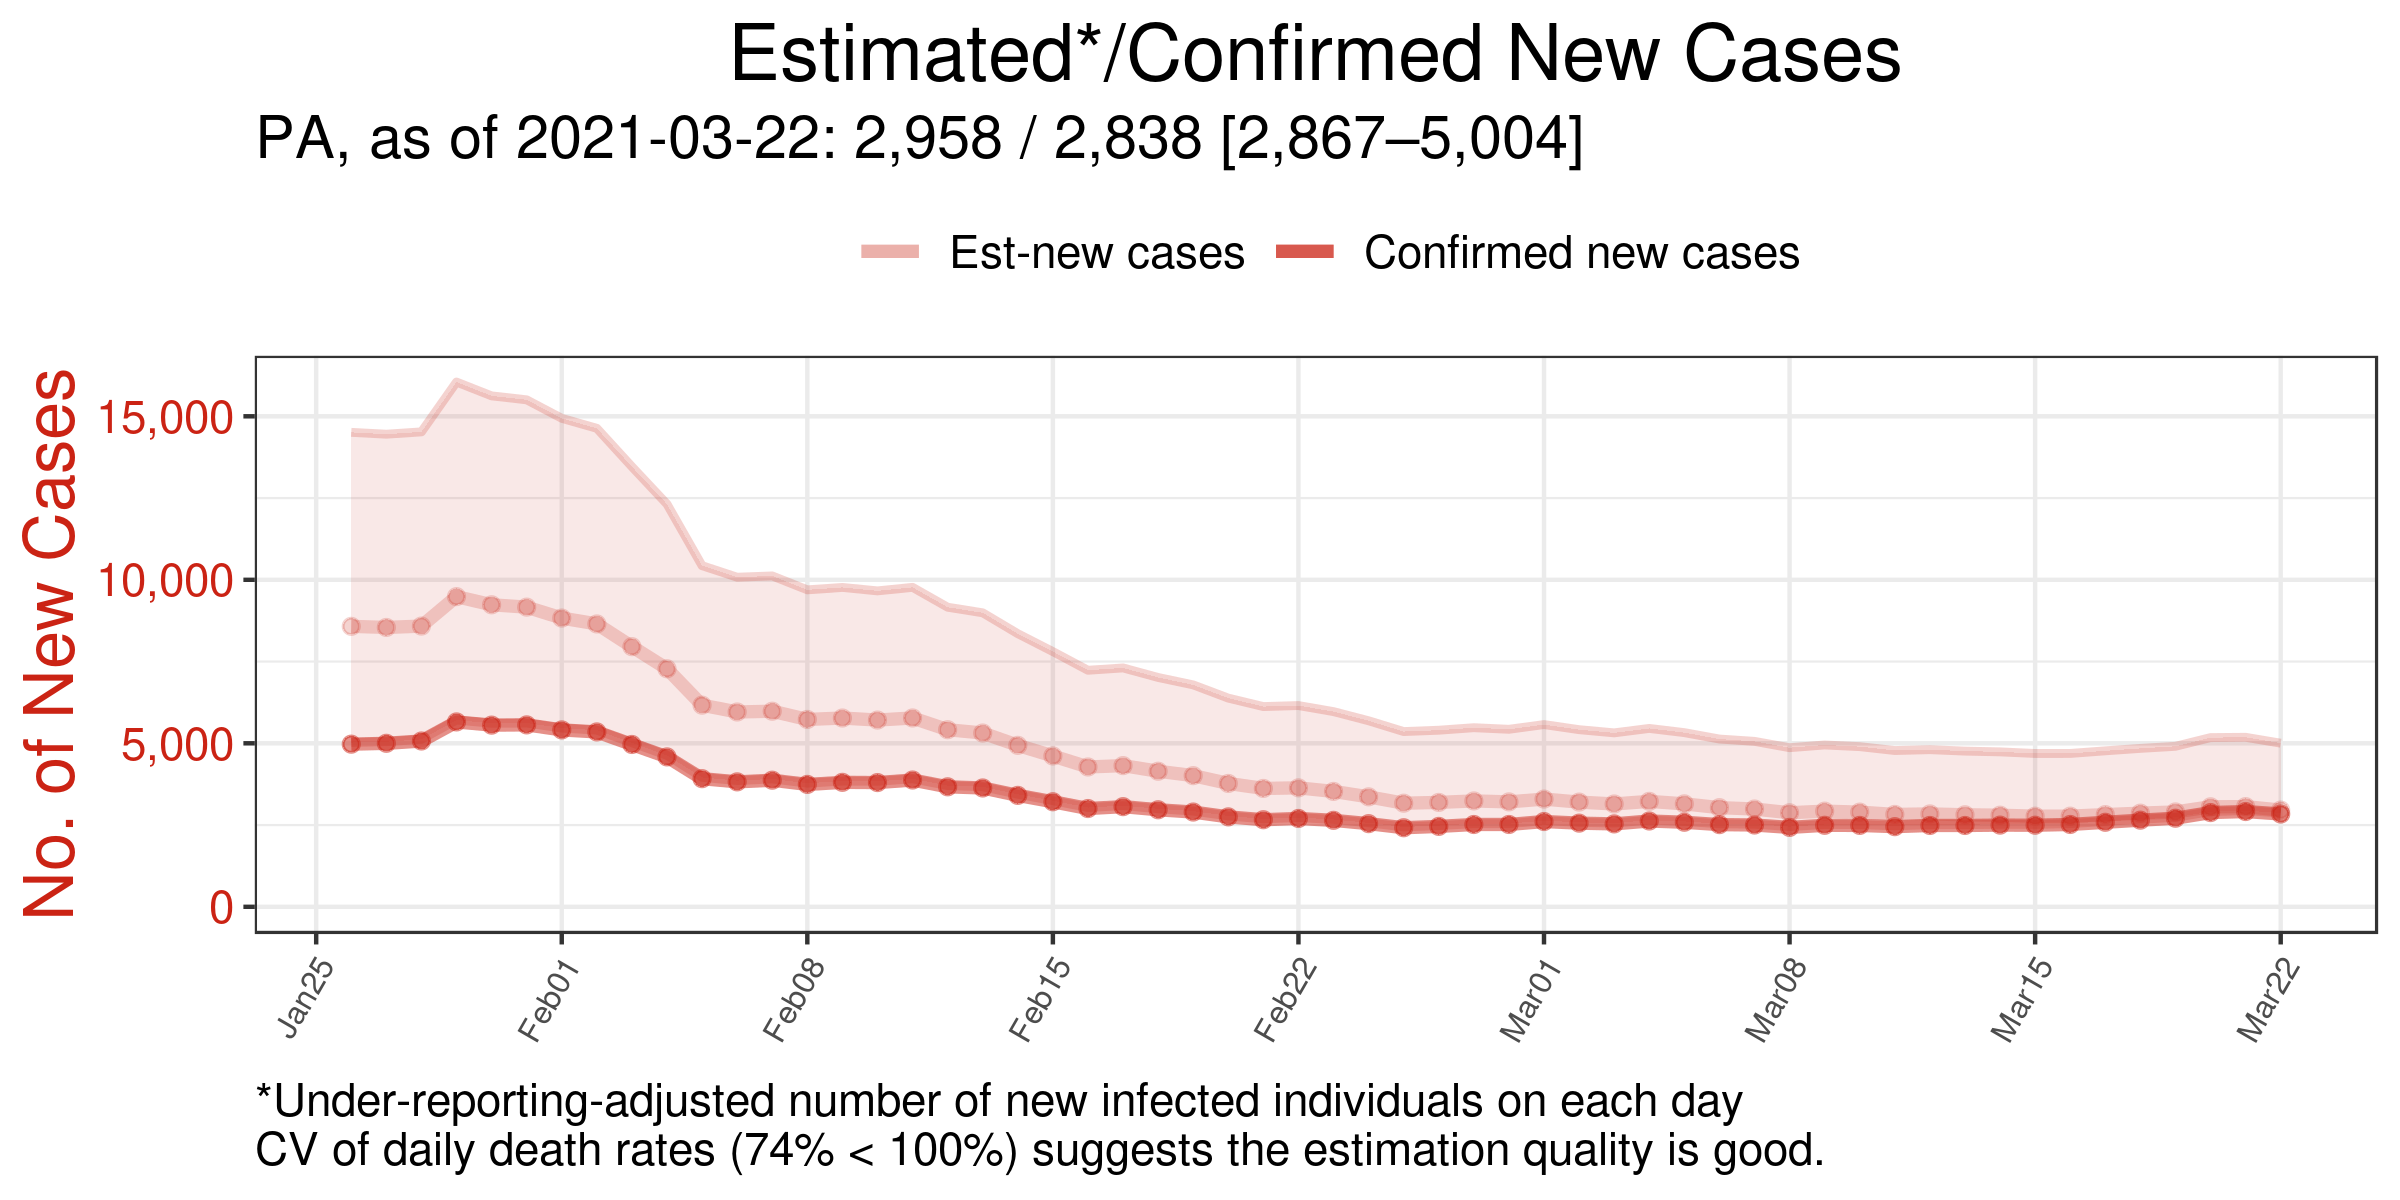 Estimated*/Confirmed New Cases
PA, as of 2021-03-22: 2,958 / 2,838 [2,867–5,004]
Est-new cases
Confirmed new cases
No. of New Cases
15,000
10,000
5,000
0
Jan25
Feb01
Feb08
Feb15
Feb22
Mar01
Mar08
Mar15
Mar22
*Under-reporting-adjusted number of new infected individuals on each day
CV of daily death rates (74% < 100%) suggests the estimation quality is good.